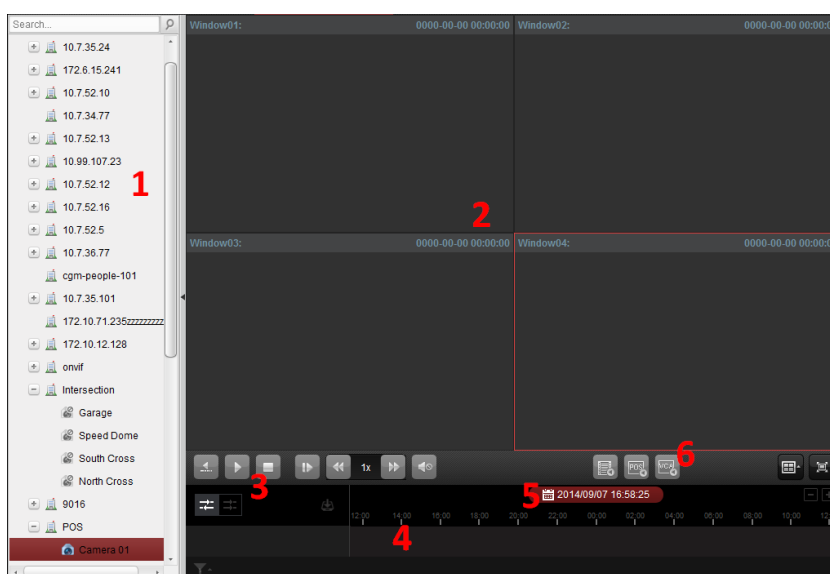 Search...
10.7.35.24
172.6.15.241
10.7.52.10
10.7.34.77
10.7.52.13
10.99.107.23
10.7.52.12
10.7.52.16
10.7.52.5
10.7.36.77
cgm-people-101
10.7.35.101
172.10.71.235zzzzzzzzz
172.10.12.128
onvif
Intersection
Garage
Speed Dome
South Cross
North Cross
9016
POS
Camera 01
1
Window01: 0000-00-00 00:00:00 Window02: 0000-00-00 00:00:0
2
Window03: 0000-00-00 00:00:00 Window04: 0000-00-00 00:00:0
1x POS VCA
3 6
5 2014/09/07 16:58:25
12:00 14:00 16:00 18:00 20:00 22:00 00:00 02:00 04:00 06:00 08:00 10:00 12
4